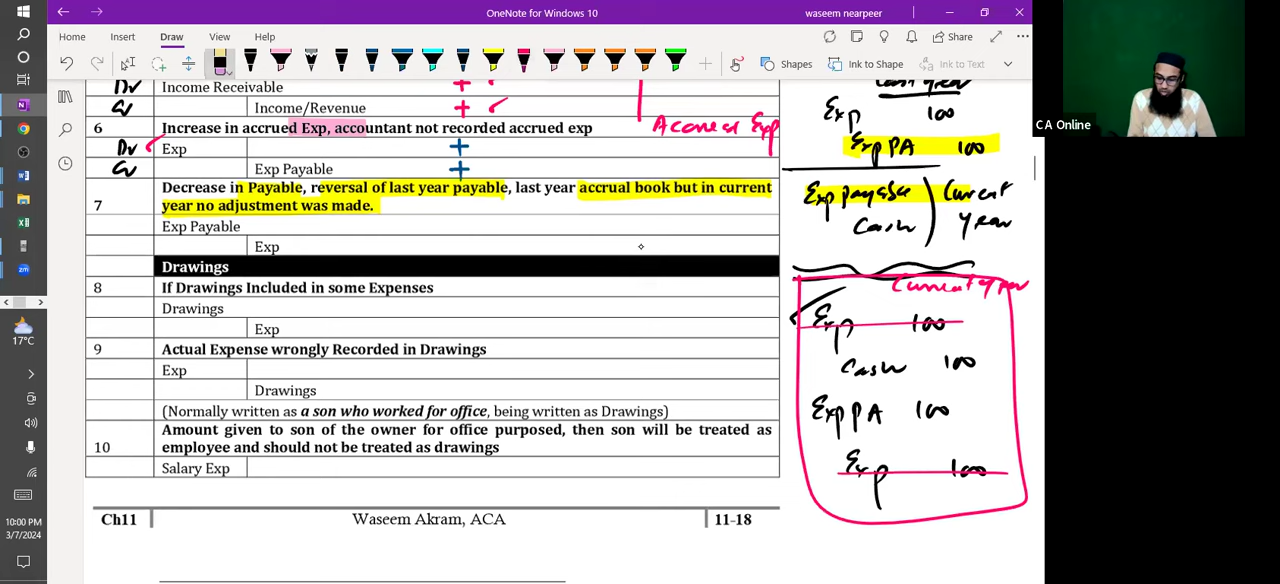 OneNote for Windows 10
waseem nearpeer
Home Insert Draw View Help
Share
Shapes
Ink to Shape
Ink to Text
Dr Income Receivable +
Cr Income/Revenue +
6 Increase in accrued Exp, accountant not recorded accrued exp
Accrued Exp
Dr Exp +
Cr Exp Payable +
Decrease in Payable, reversal of last year payable, last year accrual book but in current
7 year no adjustment was made.
Exp Payable
Exp
Drawings
8 If Drawings Included in some Expenses
Drawings
Exp
9 Actual Expense wrongly Recorded in Drawings
Exp
Drawings
(Normally written as a son who worked for office, being written as Drawings)
Amount given to son of the owner for office purposed, then son will be treated as
10 employee and should not be treated as drawings
Salary Exp
Ch11 Waseem Akram, ACA 11-18
Last year
Exp 100
Exp PA 100
Exp payable Current
Cash Year
Current year
Exp 100
Cash 100
Exp PA 100
Exp 100
C A Online
17°C
10:00 PM
3/7/2024